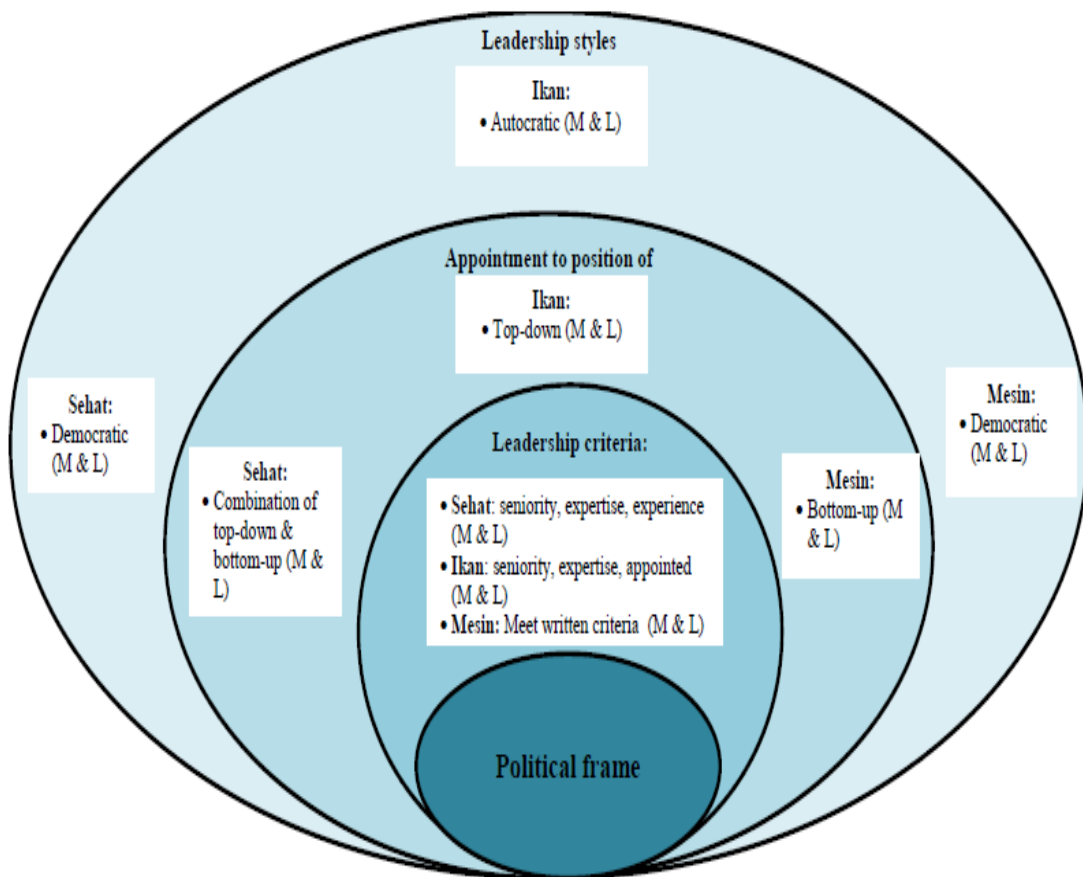 Leadership styles
Ikan:
• Autocratic (M & L)
Appointment to position of
Ikan:
• Top-down (M & L)
Sehat:
• Democratic
(M & L)
Mesin:
• Democratic
(M & L)
Sehat:
• Combination of
top-down &
bottom-up (M &
L)
Mesin:
• Bottom-up (M
& L)
Leadership criteria:
• Sehat: seniority, expertise, experience
(M & L)
• Ikan: seniority, expertise, appointed
(M & L)
• Mesin: Meet written criteria (M & L)
Political frame